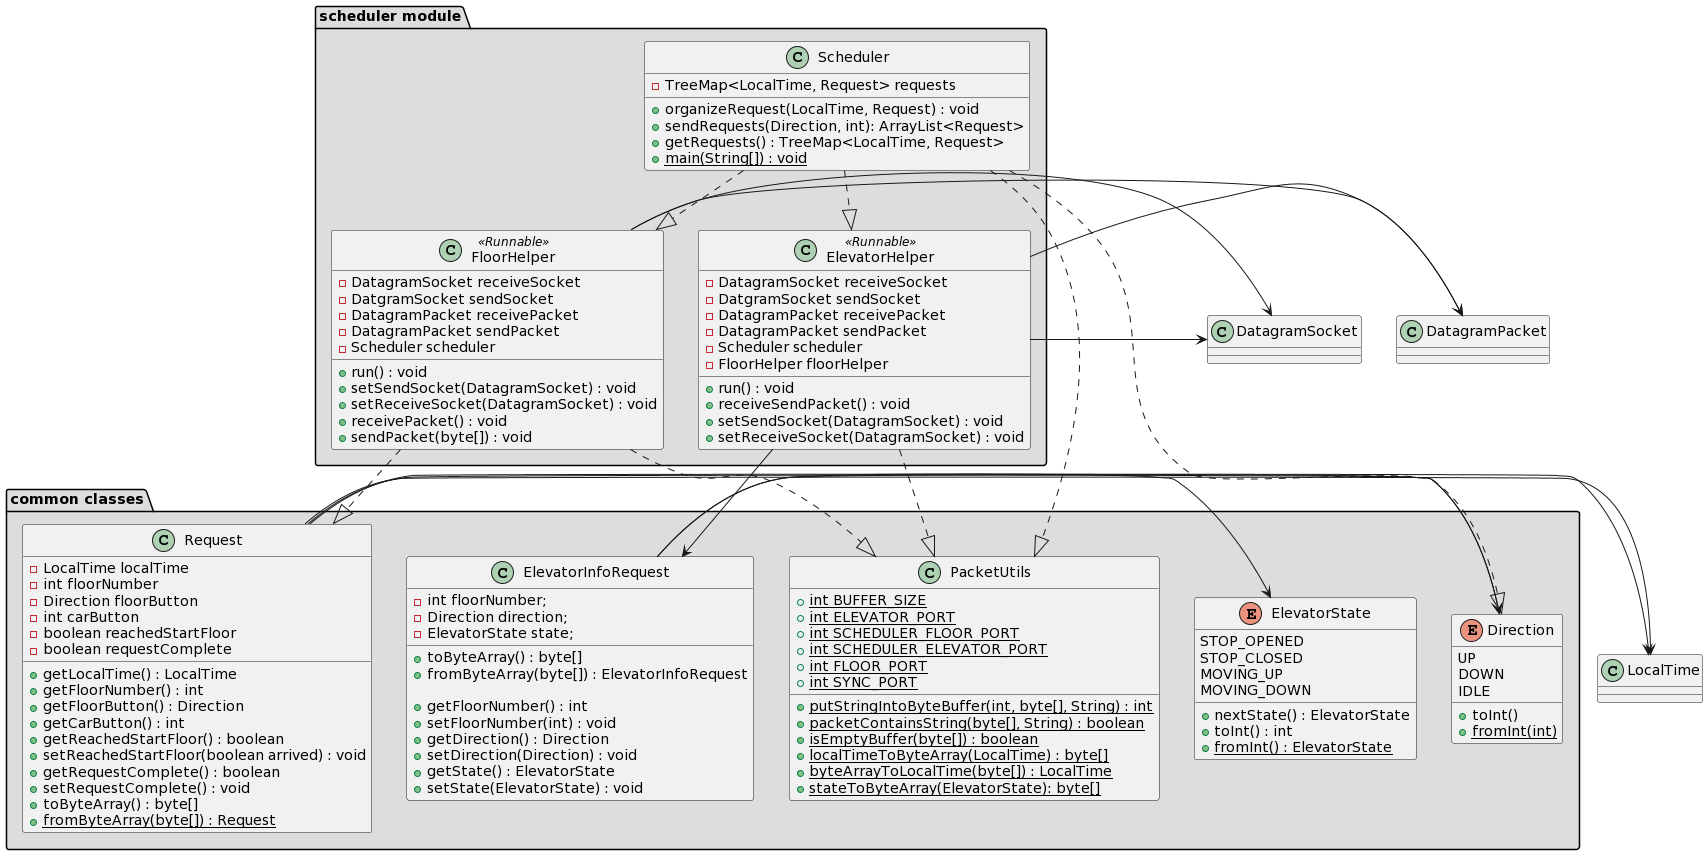 scheduler module
C Scheduler
TreeMap<LocalTime, Request> requests
organizeRequest(LocalTime, Request) : void
sendRequests(Direction, int): ArrayList<Request>
getRequests() : TreeMap<LocalTime, Request>
main(String[]) : void
C «Runnable»
FloorHelper
DatagramSocket receiveSocket
DatgramSocket sendSocket
DatagramPacket receivePacket
DatagramPacket sendPacket
Scheduler scheduler
run() : void
setSendSocket(DatagramSocket) : void
setReceiveSocket(DatagramSocket) : void
receivePacket() : void
sendPacket(byte[]) : void
C «Runnable»
ElevatorHelper
DatagramSocket receiveSocket
DatgramSocket sendSocket
DatagramPacket receivePacket
DatagramPacket sendPacket
Scheduler scheduler
FloorHelper floorHelper
run() : void
receiveSendPacket() : void
setSendSocket(DatagramSocket) : void
setReceiveSocket(DatagramSocket) : void
C DatagramSocket
C DatagramPacket
common classes
C Request
LocalTime localTime
int floorNumber
Direction floorButton
int carButton
boolean reachedStartFloor
boolean requestComplete
getLocalTime() : LocalTime
getFloorNumber() : int
getFloorButton() : Direction
getCarButton() : int
getReachedStartFloor() : boolean
setReachedStartFloor(boolean arrived) : void
getRequestComplete() : boolean
setRequestComplete() : void
toByteArray() : byte[]
fromByteArray(byte[]) : Request
C ElevatorInfoRequest
int floorNumber;
Direction direction;
ElevatorState state;
toByteArray() : byte[]
fromByteArray(byte[]) : ElevatorInfoRequest
getFloorNumber() : int
setFloorNumber(int) : void
getDirection() : Direction
setDirection(Direction) : void
getState() : ElevatorState
setState(ElevatorState) : void
C PacketUtils
int BUFFER_SIZE
int ELEVATOR_PORT
int SCHEDULER_FLOOR_PORT
int SCHEDULER_ELEVATOR_PORT
int FLOOR_PORT
int SYNC_PORT
putStringIntoByteBuffer(int, byte[], String) : int
packetContainsString(byte[], String) : boolean
isEmptyBuffer(byte[]) : boolean
localTimeToByteArray(LocalTime) : byte[]
byteArrayToLocalTime(byte[]) : LocalTime
stateToByteArray(ElevatorState): byte[]
E ElevatorState
STOP_OPENED
STOP_CLOSED
MOVING_UP
MOVING_DOWN
nextState() : ElevatorState
toInt() : int
fromInt() : ElevatorState
E Direction
UP
DOWN
IDLE
toInt()
fromInt(int)
C LocalTime